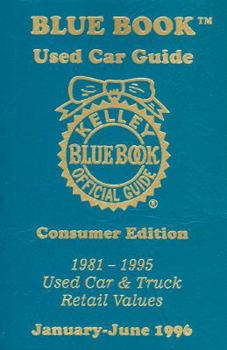 BLUE BOOK™
Used Car Guide
KELLEY
BLUE BOOK
OFFICIAL GUIDE
®
Consumer Edition
1981 – 1995
Used Car & Truck
Retail Values
January-June 1996